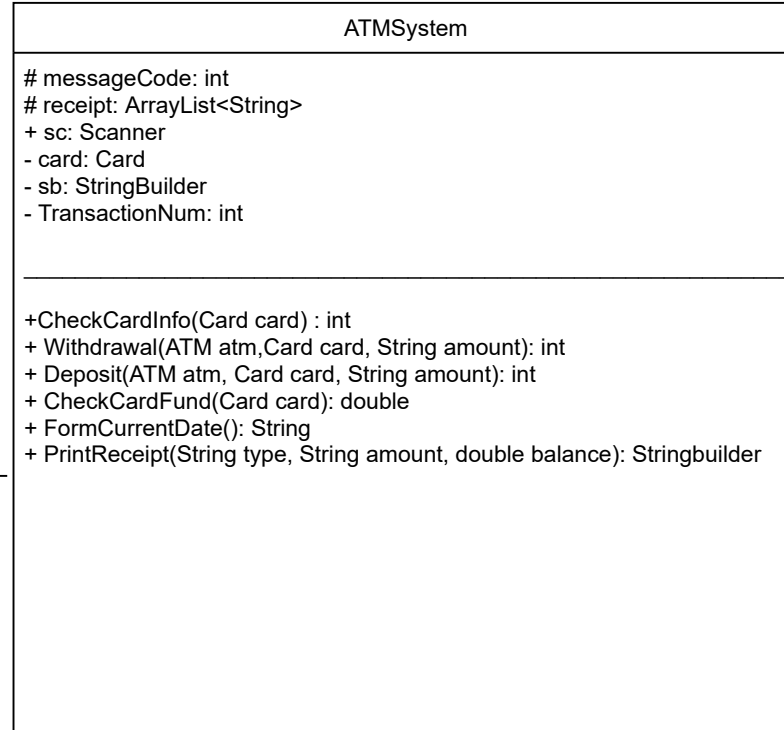 ATMSystem
# messageCode: int
# receipt: ArrayList<String>
+ sc: Scanner
- card: Card
- sb: StringBuilder
- TransactionNum: int
+CheckCardInfo(Card card) : int
+ Withdrawal(ATM atm,Card card, String amount): int
+ Deposit(ATM atm, Card card, String amount): int
+ CheckCardFund(Card card): double
+ FormCurrentDate(): String
+ PrintReceipt(String type, String amount, double balance): Stringbuilder